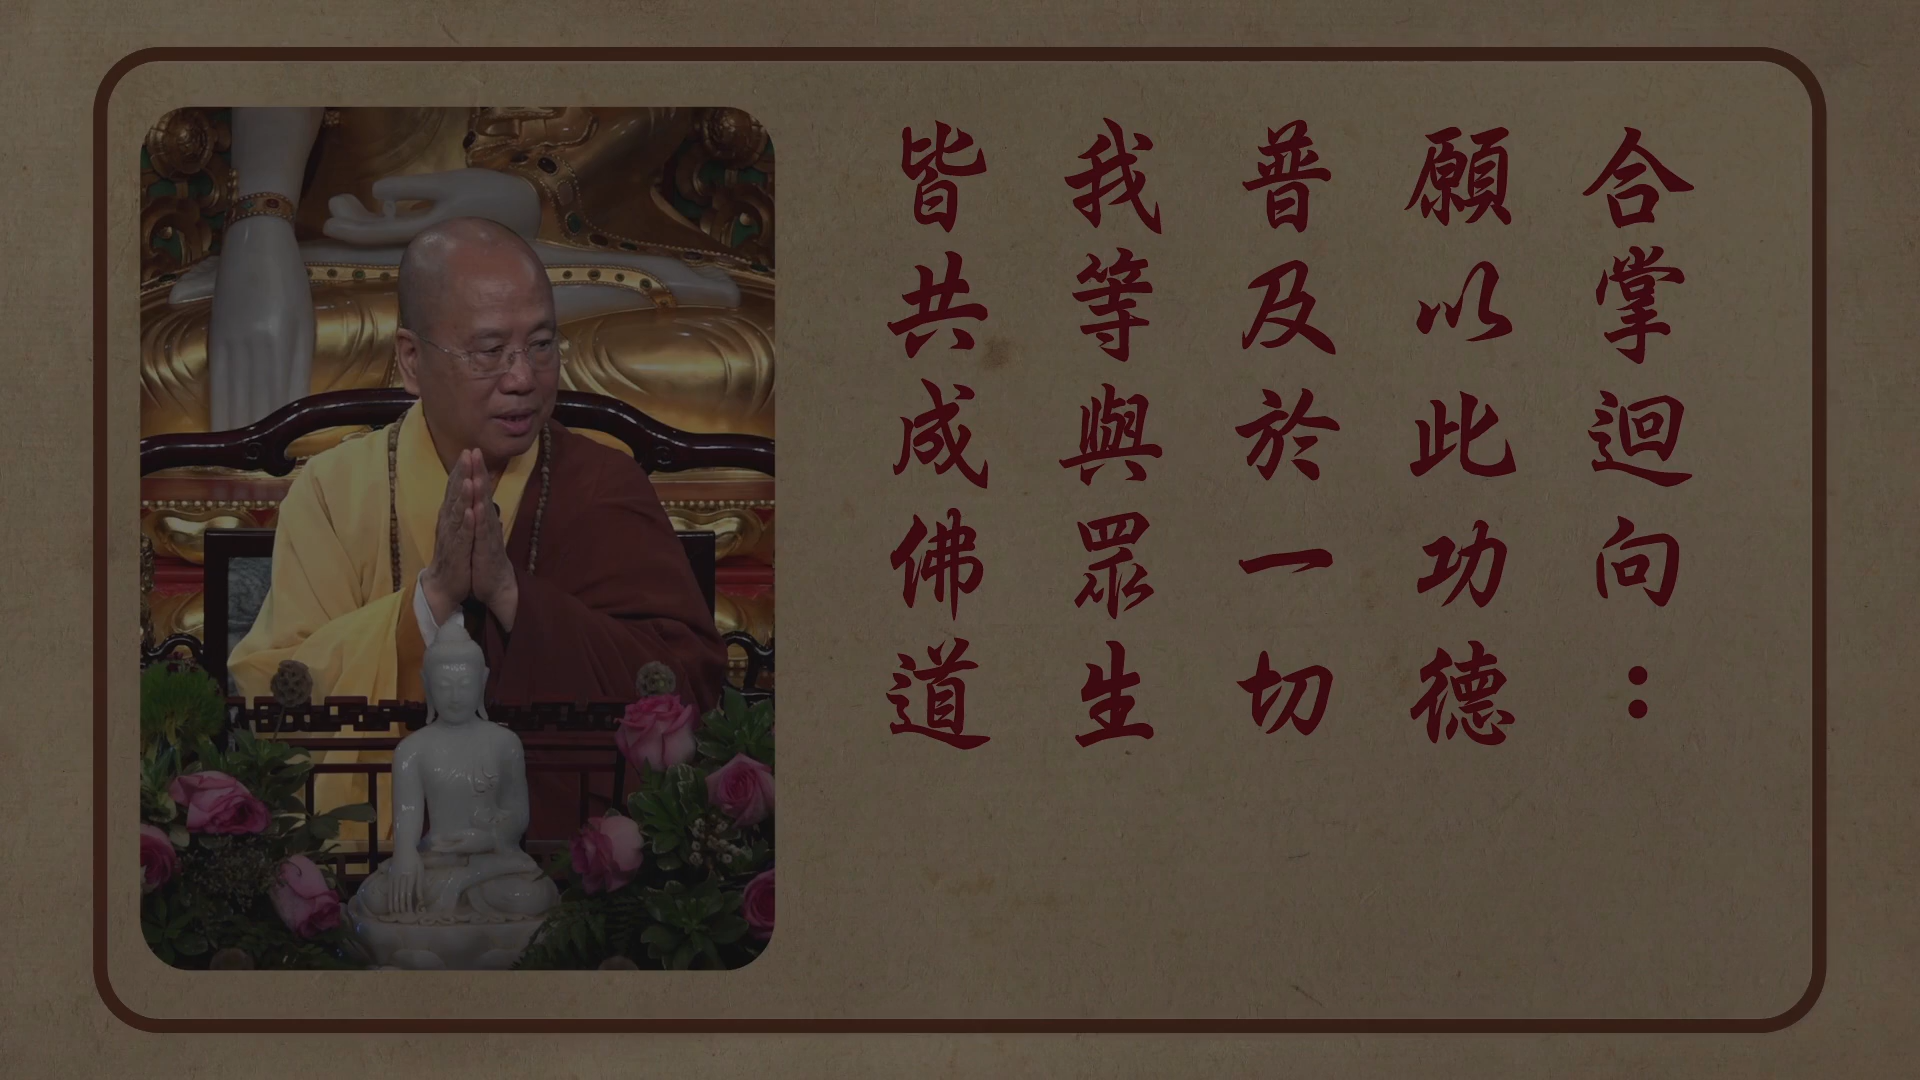 合掌迴向：
願以此功德
普及於一切
我等與眾生
皆共成佛道